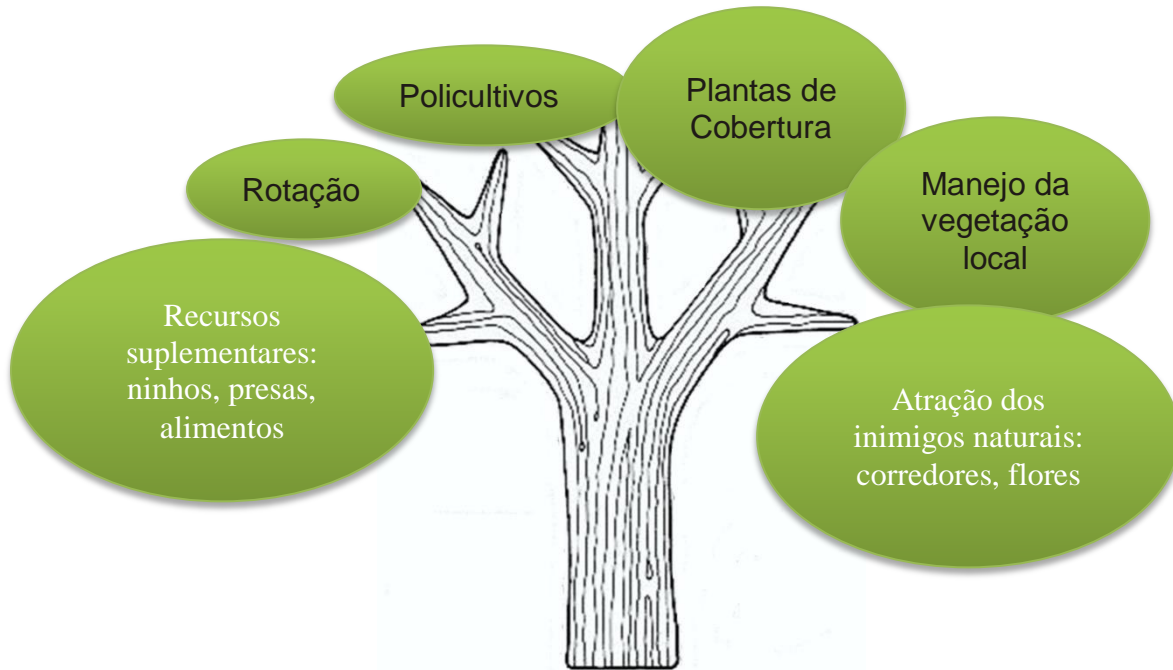 Policultivos
Plantas de
Cobertura
Rotação
Manejo da
vegetação
local
Recursos
suplementares:
ninhos, presas,
alimentos
Atração dos
inimigos naturais:
corredores, flores